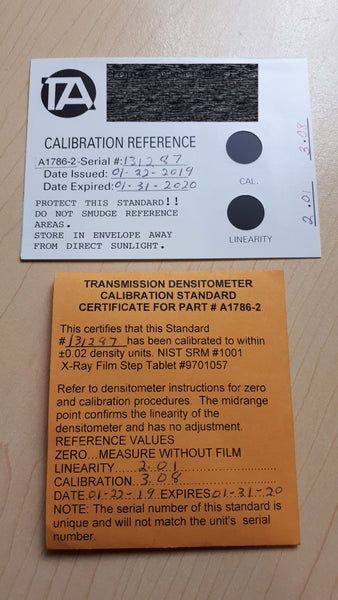 TA
CALIBRATION REFERENCE
A1786-2 Serial #: 131287
Date Issued: 01-22-2019
Date Expired: 01-31-2020
PROTECT THIS STANDARD!!
DO NOT SMUDGE REFERENCE
AREAS.
STORE IN ENVELOPE AWAY
FROM DIRECT SUNLIGHT.
CAL.
LINEARITY
3.08
2.01
TRANSMISSION DENSITOMETER
CALIBRATION STANDARD
CERTIFICATE FOR PART # A1786-2
This certifies that this Standard
#131287 has been calibrated to within
±0.02 density units. NIST SRM #1001
X-Ray Film Step Tablet #9701057
Refer to densitometer instructions for zero
and calibration procedures. The midrange
point confirms the linearity of the
densitometer and has no adjustment.
REFERENCE VALUES
ZERO...MEASURE WITHOUT FILM
LINEARITY......2.01..................
CALIBRATION...3.08..................
DATE 01-22-19 EXPIRES 01-31-20
NOTE: The serial number of this standard is
unique and will not match the unit's serial
number.